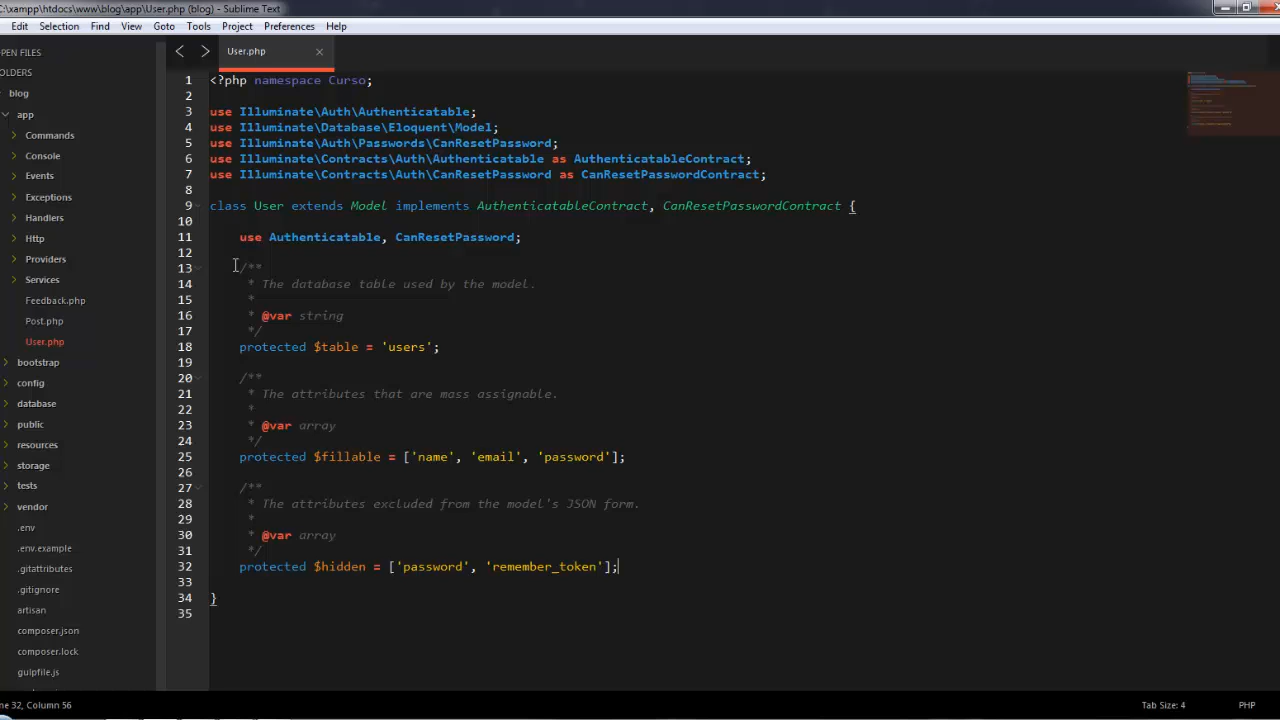 C:\xampp\htdocs\www\blog\app\User.php (blog) - Sublime Text
Edit Selection Find View Goto Tools Project Preferences Help
OPEN FILES
FOLDERS
blog
app
Commands
Console
Events
Exceptions
Handlers
Http
Providers
Services
Feedback.php
Post.php
User.php
bootstrap
config
database
public
resources
storage
tests
vendor
.env
.env.example
.gitattributes
.gitignore
artisan
composer.json
composer.lock
gulpfile.js
User.php
1 <?php namespace Curso;
2
3 use Illuminate\Auth\Authenticatable;
4 use Illuminate\Database\Eloquent\Model;
5 use Illuminate\Auth\Passwords\CanResetPassword;
6 use Illuminate\Contracts\Auth\Authenticatable as AuthenticatableContract;
7 use Illuminate\Contracts\Auth\CanResetPassword as CanResetPasswordContract;
8
9 class User extends Model implements AuthenticatableContract, CanResetPasswordContract {
10
11 use Authenticatable, CanResetPassword;
12
13 /**
14 * The database table used by the model.
15 *
16 * @var string
17 */
18 protected $table = 'users';
19
20 /**
21 * The attributes that are mass assignable.
22 *
23 * @var array
24 */
25 protected $fillable = ['name', 'email', 'password'];
26
27 /**
28 * The attributes excluded from the model's JSON form.
29 *
30 * @var array
31 */
32 protected $hidden = ['password', 'remember_token'];
33
34 }
35
ne 32, Column 56
Tab Size: 4 PHP